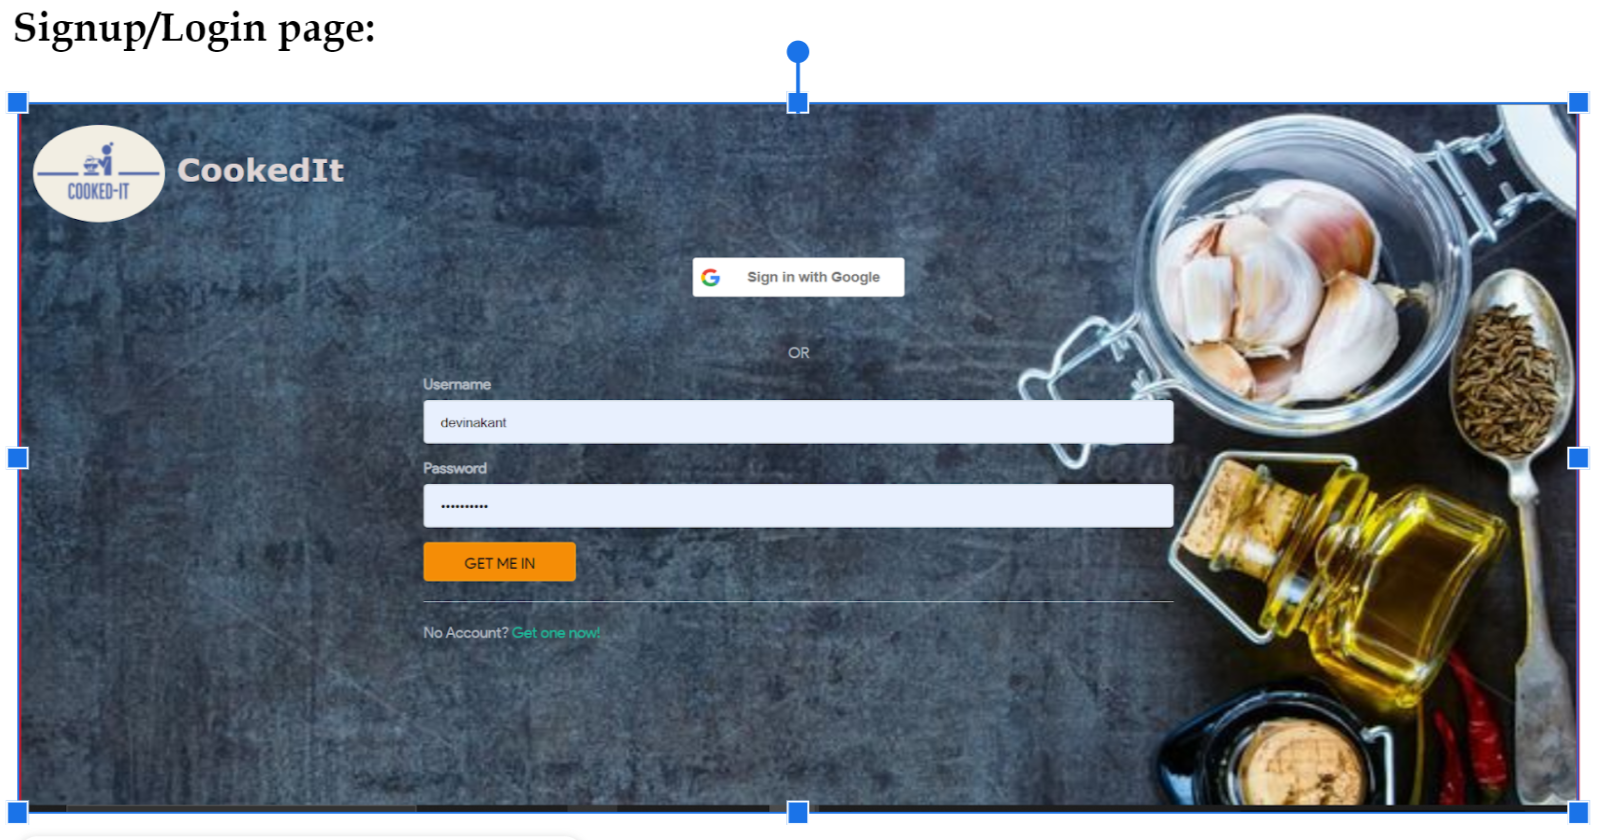 Signup/Login page:
COOKED-IT
CookedIt
Sign in with Google
OR
Username
devinakant
Password
••••••••••
GET ME IN
No Account? Get one now!